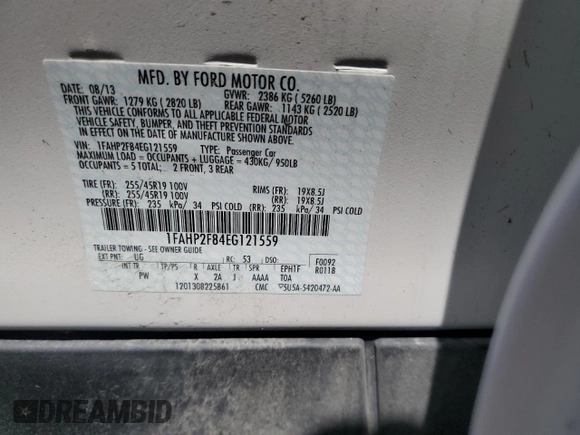 MFD. BY FORD MOTOR CO.
DATE: 08/13 GVWR: 2386 KG ( 5260 LB)
FRONT GAWR: 1279 KG ( 2820 LB) REAR GAWR: 1143 KG ( 2520 LB)
THIS VEHICLE CONFORMS TO ALL APPLICABLE FEDERAL MOTOR
VEHICLE SAFETY, BUMPER, AND THEFT PREVENTION STANDARDS
IN EFFECT ON THE DATE OF MANUFACTURE SHOWN ABOVE.
VIN: 1FAHP2F84EG121559 TYPE: Passenger Car
MAXIMUM LOAD = OCCUPANTS + LUGGAGE = 430KG/ 950LB
OCCUPANTS = 5 TOTAL: 2 FRONT, 3 REAR
TIRE (FR): 255/45R19 100V RIMS (FR): 19X8.5J
(RR): 255/45R19 100V (RR): 19X8.5J
PRESSURE (FR): 235 kPa/ 34 PSI COLD (RR): 235 kPa/ 34 PSI COLD
1FAHP2F84EG121559
TRAILER TOWING - SEE OWNER GUIDE
EXT PNT: UG RC: 53 DSO: F0092
INT TR TP/PS R AXLE TR SPR EPH1F R0118
PW X 2A J AAAA TOA
1201308225861 CMC 5U5A-5420472-AA
DREAMBID